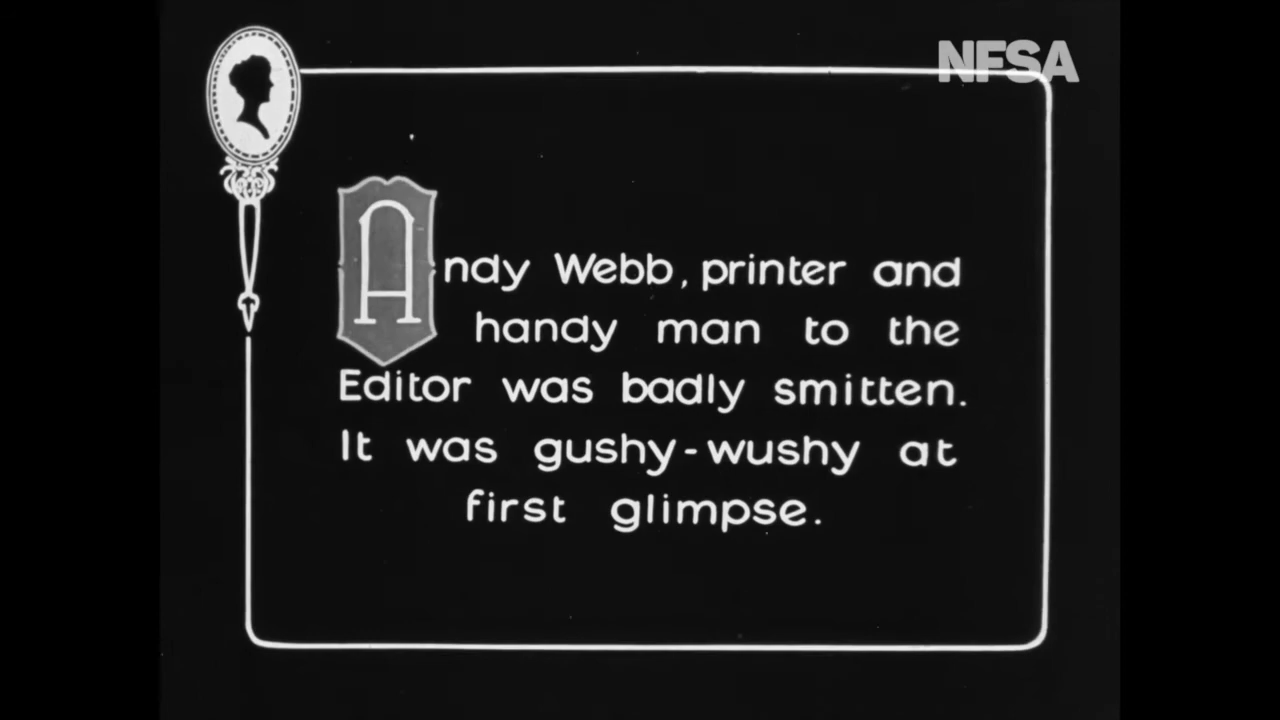 NFSA
Andy Webb, printer and
handy man to the
Editor was badly smitten.
It was gushy-wushy at
first glimpse.